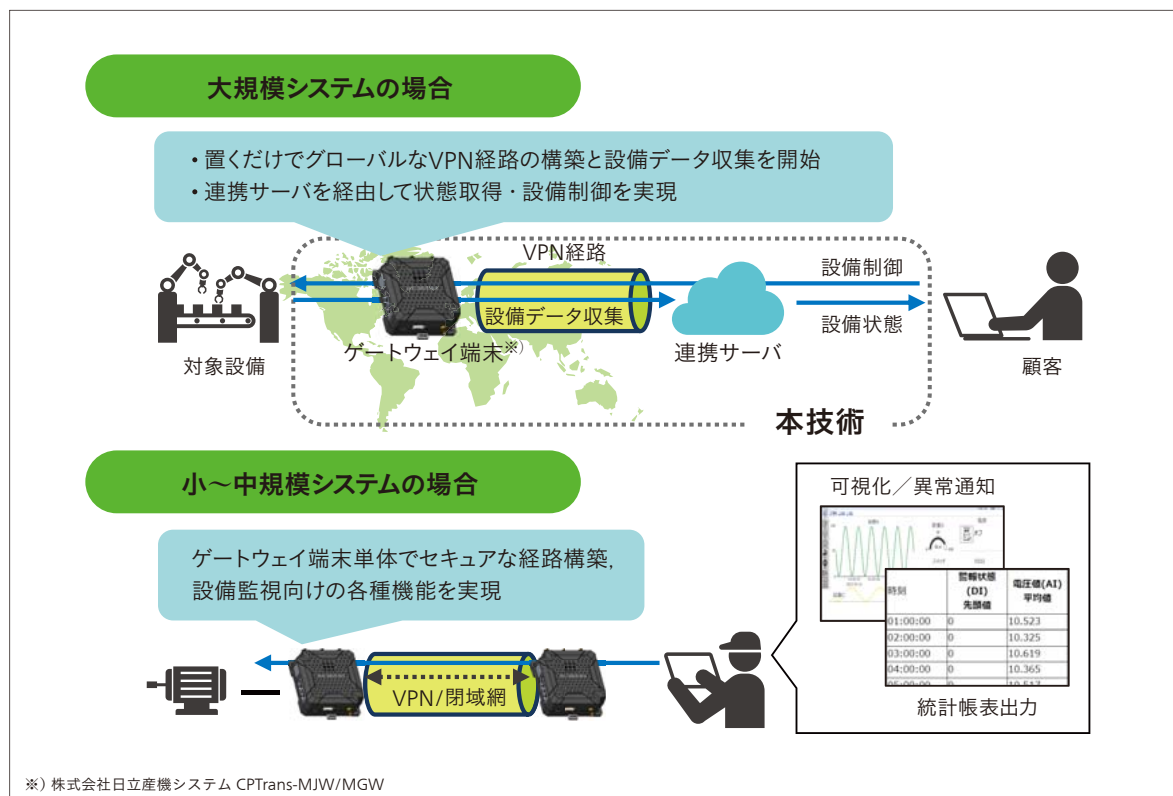 大規模システムの場合
・置くだけでグローバルなVPN経路の構築と設備データ収集を開始
・連携サーバを経由して状態取得・設備制御を実現
VPN経路
設備制御
設備データ収集
設備状態
対象設備
ゲートウェイ端末※)
連携サーバ
顧客
本技術
小～中規模システムの場合
ゲートウェイ端末単体でセキュアな経路構築,
設備監視向けの各種機能を実現
VPN/閉域網
可視化／異常通知
時刻 警報状態(DI)先頭値 電圧値(AI)平均値
01:00:00 0 10.523
02:00:00 0 10.325
03:00:00 0 10.619
04:00:00 0 10.365
統計帳表出力
※）株式会社日立産機システム CPTrans-MJW/MGW